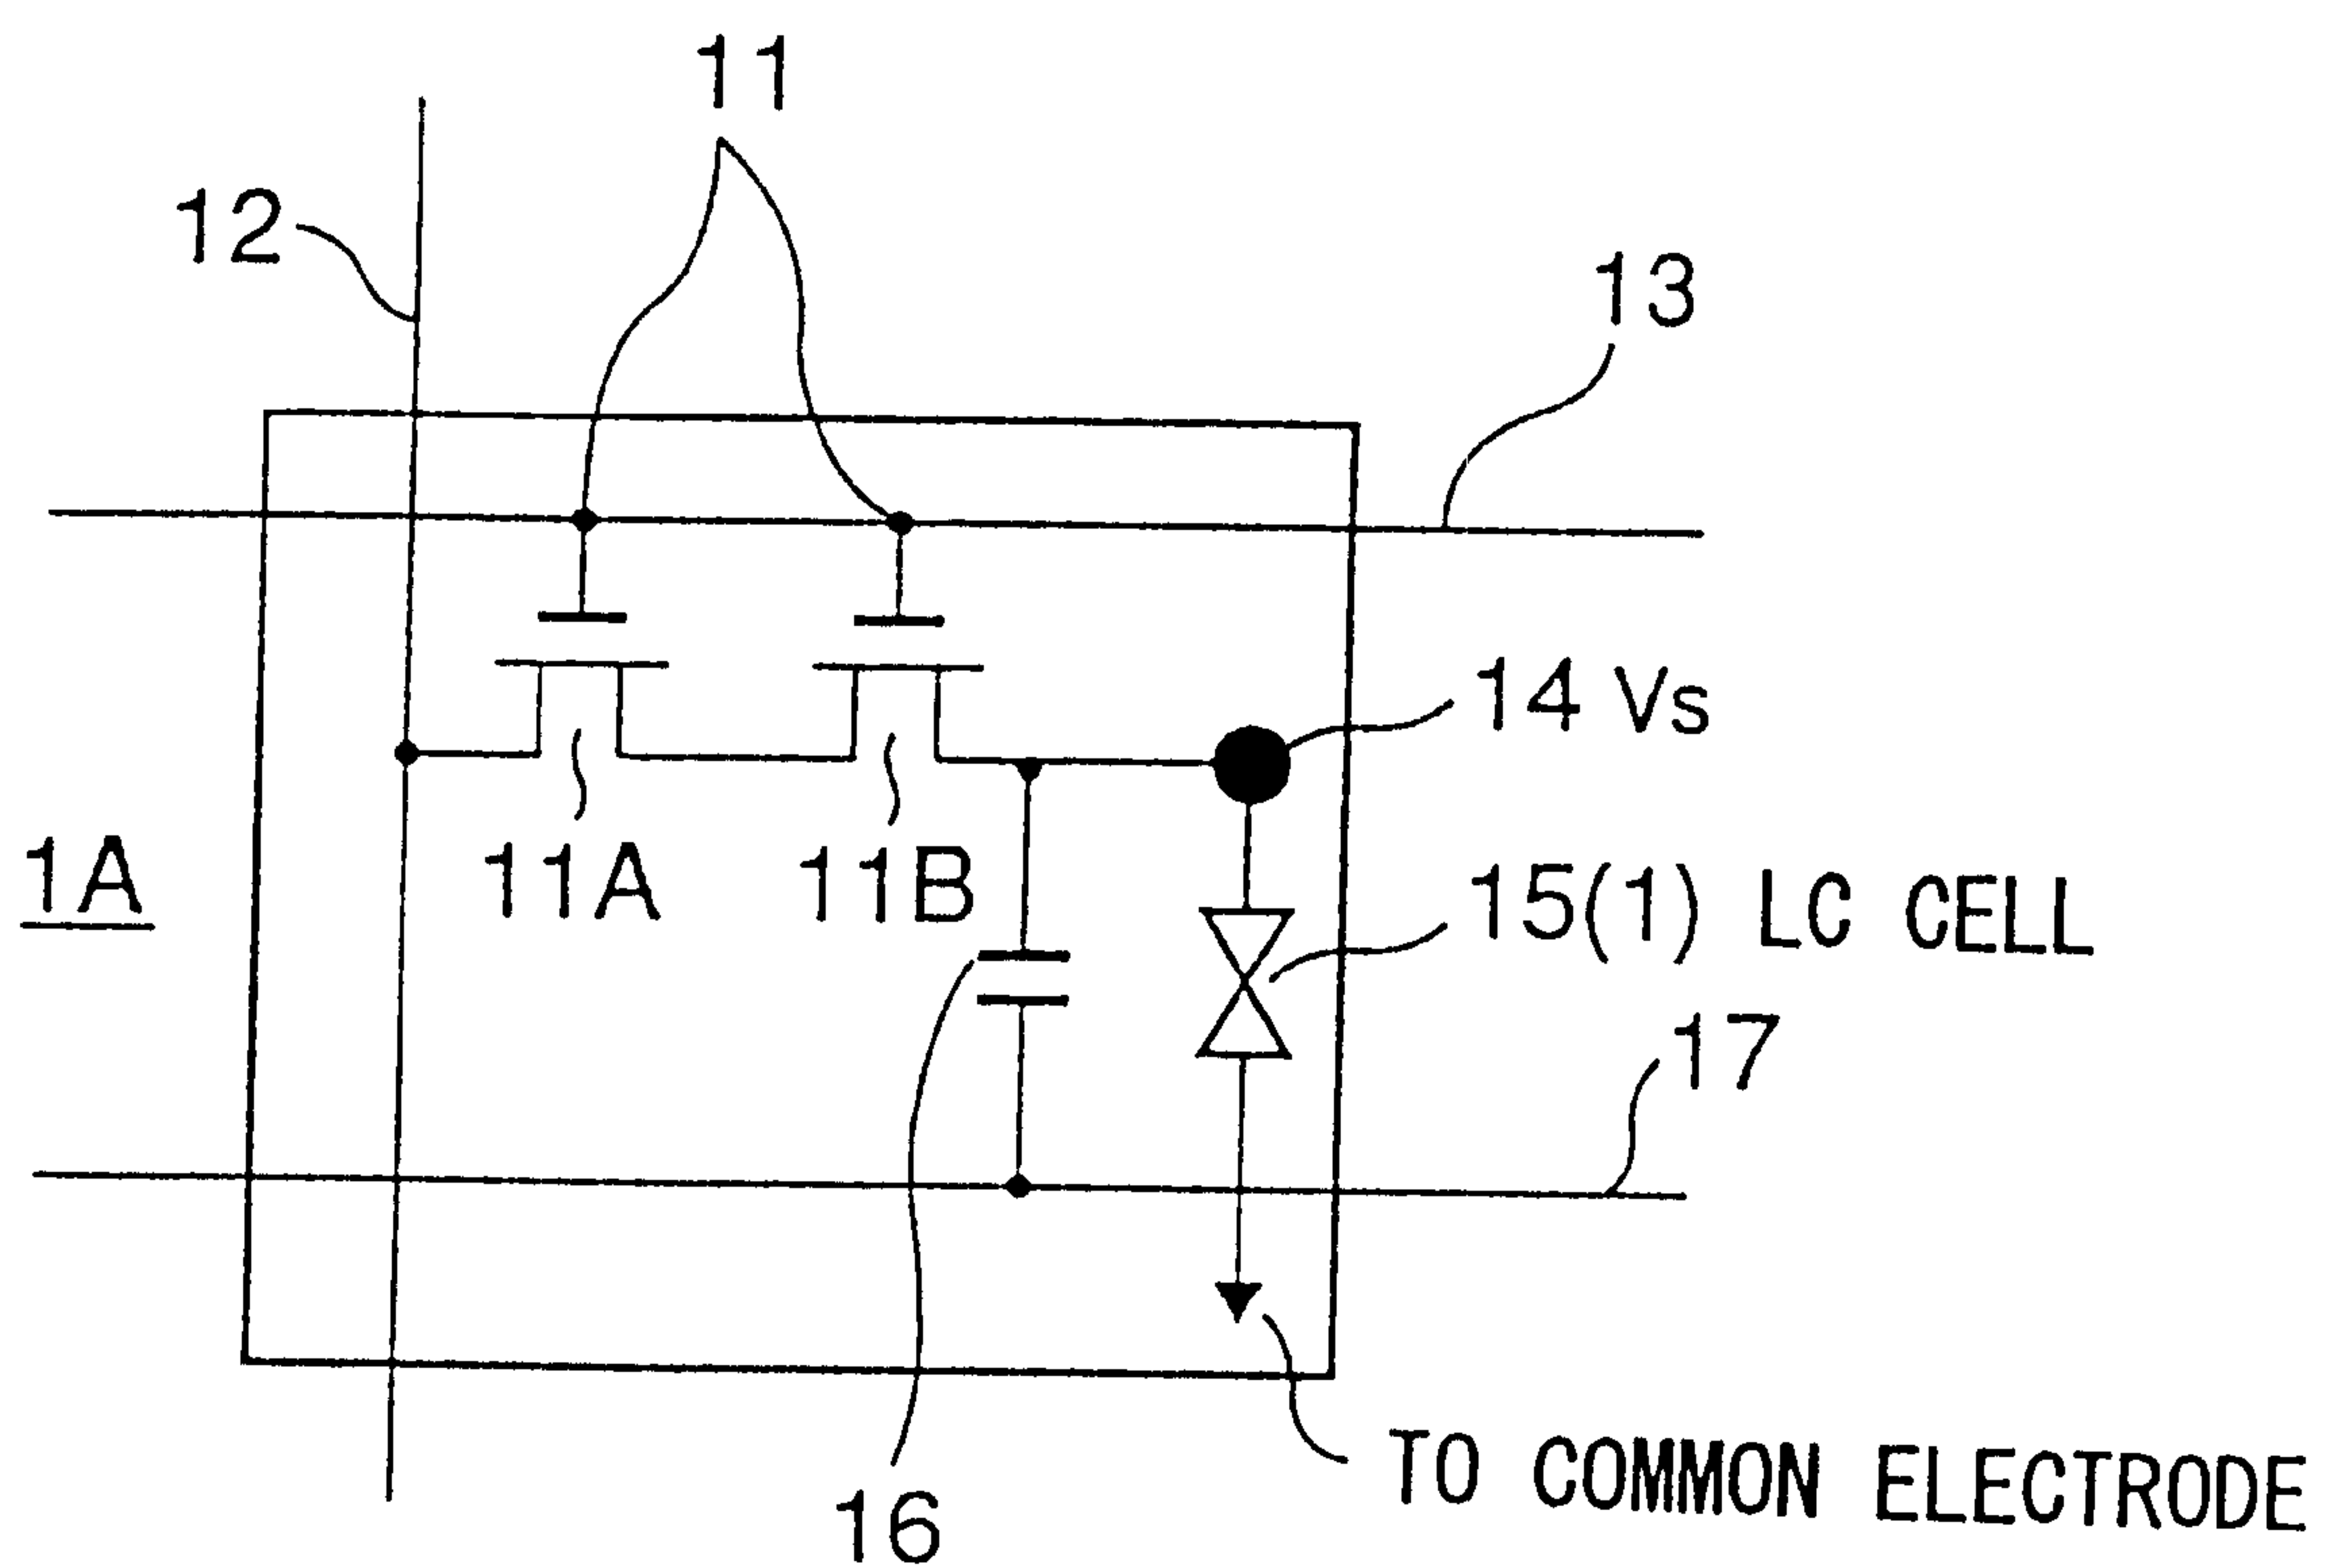 11
12
13
14 Vs
1A
11A
11B
15(1) LC CELL
17
16
TO COMMON ELECTRODE